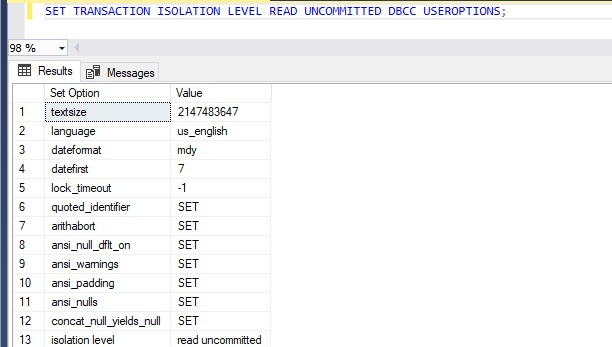 SET TRANSACTION ISOLATION LEVEL READ UNCOMMITTED DBCC USEROPTIONS;
98 %
Results Messages
Set Option Value
1 textsize 2147483647
2 language us_english
3 dateformat mdy
4 datefirst 7
5 lock_timeout -1
6 quoted_identifier SET
7 arithabort SET
8 ansi_null_dflt_on SET
9 ansi_warnings SET
10 ansi_padding SET
11 ansi_nulls SET
12 concat_null_yields_null SET
13 isolation level read uncommitted